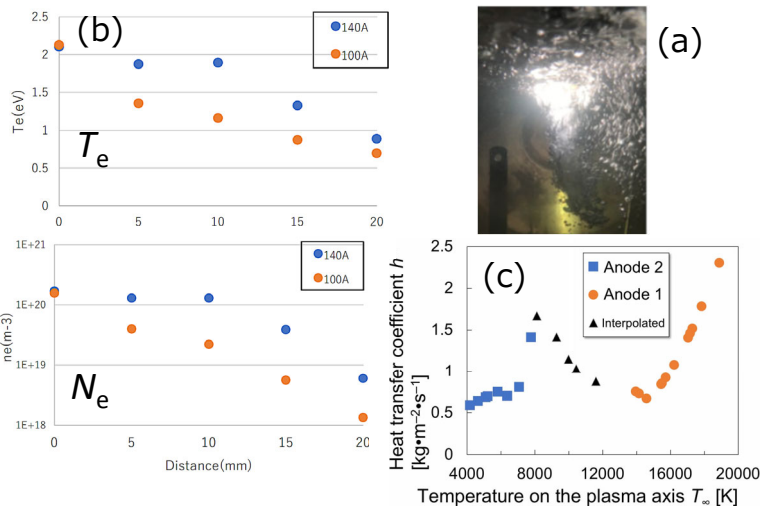 (b)
2.5
2
1.5
1
0.5
0
Te(eV)
140A
100A
Te
0 5 10 15 20
(a)
1E+21
1E+20
1E+19
1E+18
ne(m-3)
140A
100A
Ne
0 5 10 15 20
Distance(mm)
(c)
2.5
2
1.5
1
0.5
0
Heat transfer coefficient h
[kg•m⁻²•s⁻¹]
Anode 2
Anode 1
Interpolated
4000 8000 12000 16000 20000
Temperature on the plasma axis T∞ [K]